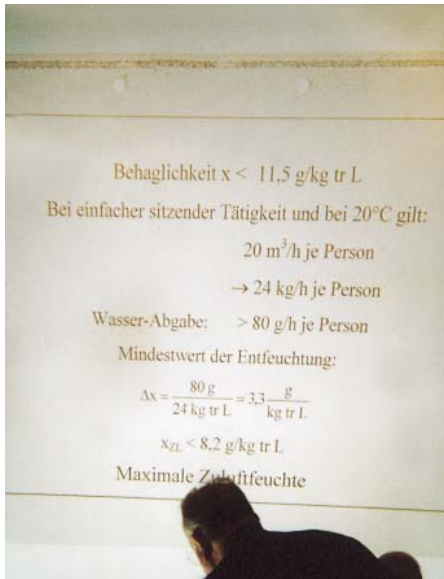 Behaglichkeit x < 11,5 g/kg tr L
Bei einfacher sitzender Tätigkeit und bei 20°C gilt:
20 m³/h je Person
→ 24 kg/h je Person
Wasser-Abgabe: > 80 g/h je Person
Mindestwert der Entfeuchtung:
Δx = 80 g / 24 kg tr L = 3,3 g / kg tr L
x_ZL < 8,2 g/kg tr L
Maximale Zuluftfeuchte